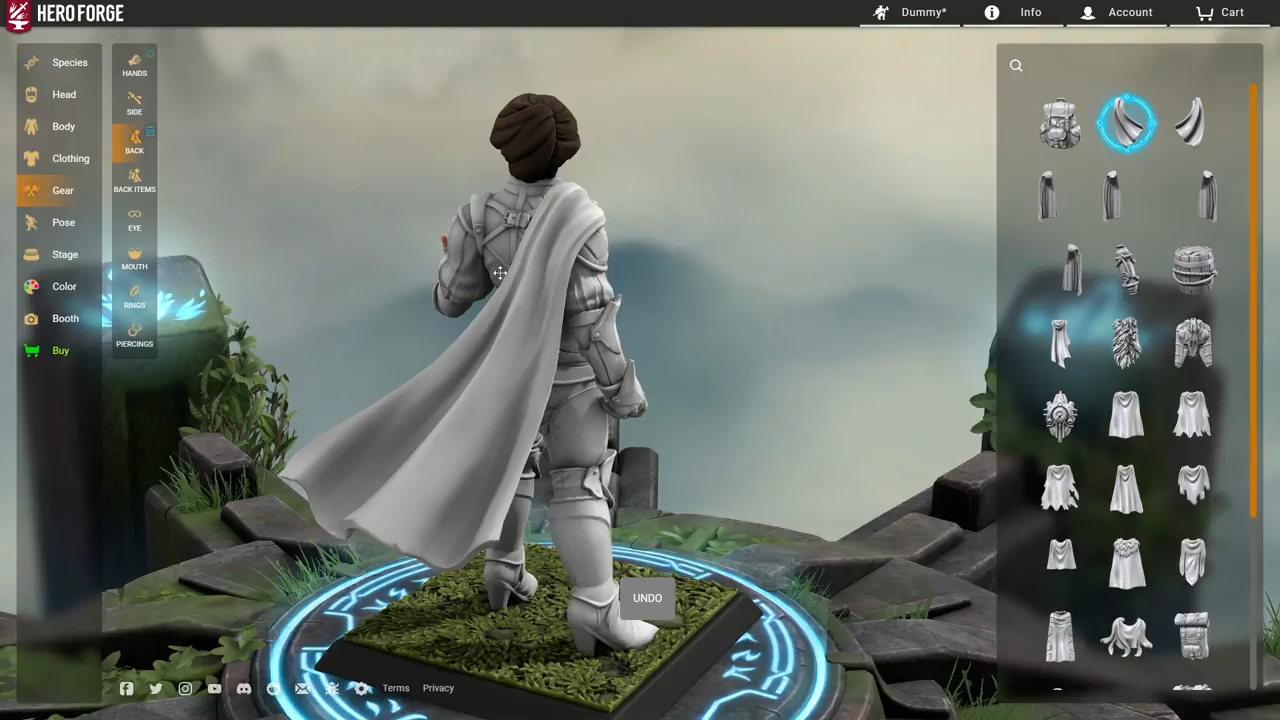 HERO FORGE
Dummy*
Info
Account
Cart
Species
Head
Body
Clothing
Gear
Pose
Stage
Color
Booth
Buy
HANDS
SIDE
BACK
BACK ITEMS
EYE
MOUTH
RINGS
PIERCINGS
UNDO
Terms
Privacy